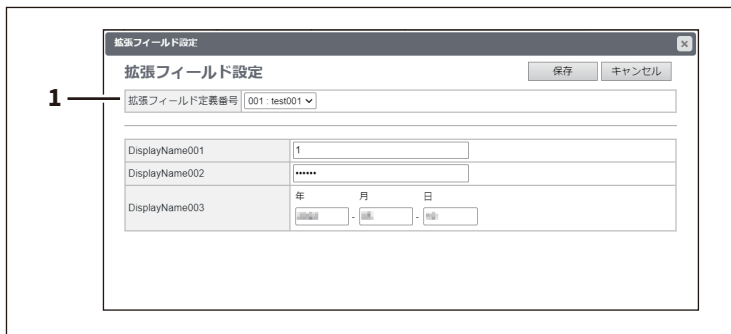 拡張フィールド設定
拡張フィールド設定
保存 キャンセル
1
拡張フィールド定義番号 001 : test001
DisplayName001 1
DisplayName002 ••••••
年 月 日
DisplayName003 - -